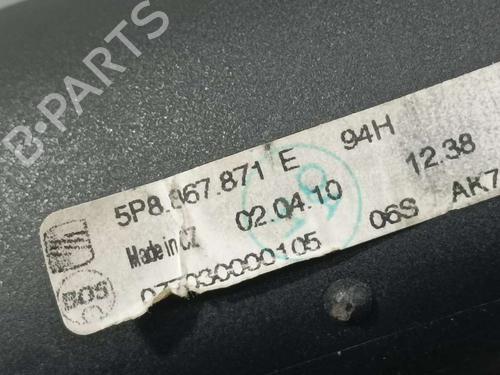 B-PARTS
5P8.867.871 E 94H
Made in CZ 02.04.10 12.38
06S AK7
BOS